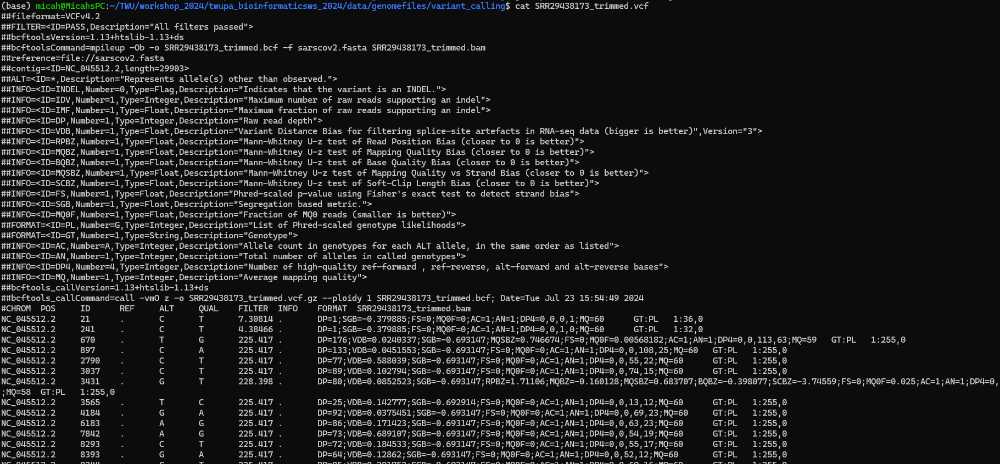 (base) micah@MicahsPC:~/TWU/workshop_2024/twupa_bioinformaticsws_2024/data/genomefiles/variant_calling$ cat SRR29438173_trimmed.vcf
##fileformat=VCFv4.2
##FILTER=<ID=PASS,Description="All filters passed">
##bcftoolsVersion=1.13+htslib-1.13+ds
##bcftoolsCommand=mpileup -Ob -o SRR29438173_trimmed.bcf -f sarscov2.fasta SRR29438173_trimmed.bam
##reference=file://sarscov2.fasta
##contig=<ID=NC_045512.2,length=29903>
##ALT=<ID=*,Description="Represents allele(s) other than observed.">
##INFO=<ID=INDEL,Number=0,Type=Flag,Description="Indicates that the variant is an INDEL.">
##INFO=<ID=IDV,Number=1,Type=Integer,Description="Maximum number of raw reads supporting an indel">
##INFO=<ID=IMF,Number=1,Type=Float,Description="Maximum fraction of raw reads supporting an indel">
##INFO=<ID=DP,Number=1,Type=Integer,Description="Raw read depth">
##INFO=<ID=VDB,Number=1,Type=Float,Description="Variant Distance Bias for filtering splice-site artefacts in RNA-seq data (bigger is better)",Version="3">
##INFO=<ID=RPBZ,Number=1,Type=Float,Description="Mann-Whitney U-z test of Read Position Bias (closer to 0 is better)">
##INFO=<ID=MQBZ,Number=1,Type=Float,Description="Mann-Whitney U-z test of Mapping Quality Bias (closer to 0 is better)">
##INFO=<ID=BQBZ,Number=1,Type=Float,Description="Mann-Whitney U-z test of Base Quality Bias (closer to 0 is better)">
##INFO=<ID=MQSBZ,Number=1,Type=Float,Description="Mann-Whitney U-z test of Mapping Quality vs Strand Bias (closer to 0 is better)">
##INFO=<ID=SCBZ,Number=1,Type=Float,Description="Mann-Whitney U-z test of Soft-Clip Length Bias (closer to 0 is better)">
##INFO=<ID=FS,Number=1,Type=Float,Description="Phred-scaled p-value using Fisher's exact test to detect strand bias">
##INFO=<ID=SGB,Number=1,Type=Float,Description="Segregation based metric.">
##INFO=<ID=MQ0F,Number=1,Type=Float,Description="Fraction of MQ0 reads (smaller is better)">
##FORMAT=<ID=PL,Number=G,Type=Integer,Description="List of Phred-scaled genotype likelihoods">
##FORMAT=<ID=GT,Number=1,Type=String,Description="Genotype">
##INFO=<ID=AC,Number=A,Type=Integer,Description="Allele count in genotypes for each ALT allele, in the same order as listed">
##INFO=<ID=AN,Number=1,Type=Integer,Description="Total number of alleles in called genotypes">
##INFO=<ID=DP4,Number=4,Type=Integer,Description="Number of high-quality ref-forward , ref-reverse, alt-forward and alt-reverse bases">
##INFO=<ID=MQ,Number=1,Type=Integer,Description="Average mapping quality">
##bcftools_callVersion=1.13+htslib-1.13+ds
##bcftools_callCommand=call -vmO z -o SRR29438173_trimmed.vcf.gz --ploidy 1 SRR29438173_trimmed.bcf; Date=Tue Jul 23 15:54:49 2024
#CHROM POS ID REF ALT QUAL FILTER INFO FORMAT SRR29438173_trimmed.bam
NC_045512.2 21 . C T 7.30814 . DP=1;SGB=-0.379885;FS=0;MQ0F=0;AC=1;AN=1;DP4=0,0,0,1;MQ=60 GT:PL 1:36,0
NC_045512.2 241 . C T 4.38466 . DP=1;SGB=-0.379885;FS=0;MQ0F=0;AC=1;AN=1;DP4=0,0,1,0;MQ=60 GT:PL 1:32,0
NC_045512.2 670 . T G 225.417 . DP=176;VDB=0.0240337;SGB=-0.693147;MQSBZ=0.746674;FS=0;MQ0F=0.00568182;AC=1;AN=1;DP4=0,0,113,63;MQ=59 GT:PL 1:255,0
NC_045512.2 897 . C A 225.417 . DP=133;VDB=0.0451553;SGB=-0.693147;FS=0;MQ0F=0;AC=1;AN=1;DP4=0,0,108,25;MQ=60 GT:PL 1:255,0
NC_045512.2 2790 . C T 225.417 . DP=77;VDB=0.588039;SGB=-0.693147;FS=0;MQ0F=0;AC=1;AN=1;DP4=0,0,55,22;MQ=60 GT:PL 1:255,0
NC_045512.2 3037 . C T 225.417 . DP=89;VDB=0.102794;SGB=-0.693147;FS=0;MQ0F=0;AC=1;AN=1;DP4=0,0,74,15;MQ=60 GT:PL 1:255,0
NC_045512.2 3431 . G T 228.398 . DP=80;VDB=0.0852523;SGB=-0.693147;RPBZ=1.71106;MQBZ=-0.160128;MQSBZ=0.683707;BQBZ=-0.398077;SCBZ=-3.74559;FS=0;MQ0F=0.025;AC=1;AN=1;DP4=0,
;MQ=58 GT:PL 1:255,0
NC_045512.2 3565 . T C 225.417 . DP=25;VDB=0.142777;SGB=-0.692914;FS=0;MQ0F=0;AC=1;AN=1;DP4=0,0,13,12;MQ=60 GT:PL 1:255,0
NC_045512.2 4184 . G A 225.417 . DP=92;VDB=0.0375451;SGB=-0.693147;FS=0;MQ0F=0;AC=1;AN=1;DP4=0,0,69,23;MQ=60 GT:PL 1:255,0
NC_045512.2 6183 . A G 225.417 . DP=86;VDB=0.171423;SGB=-0.693147;FS=0;MQ0F=0;AC=1;AN=1;DP4=0,0,63,23;MQ=60 GT:PL 1:255,0
NC_045512.2 7842 . A G 225.417 . DP=73;VDB=0.689107;SGB=-0.693147;FS=0;MQ0F=0;AC=1;AN=1;DP4=0,0,54,19;MQ=60 GT:PL 1:255,0
NC_045512.2 8293 . C T 225.417 . DP=72;VDB=0.184533;SGB=-0.693147;FS=0;MQ0F=0;AC=1;AN=1;DP4=0,0,55,17;MQ=60 GT:PL 1:255,0
NC_045512.2 8393 . G A 225.417 . DP=64;VDB=0.12862;SGB=-0.693147;FS=0;MQ0F=0;AC=1;AN=1;DP4=0,0,52,12;MQ=60 GT:PL 1:255,0